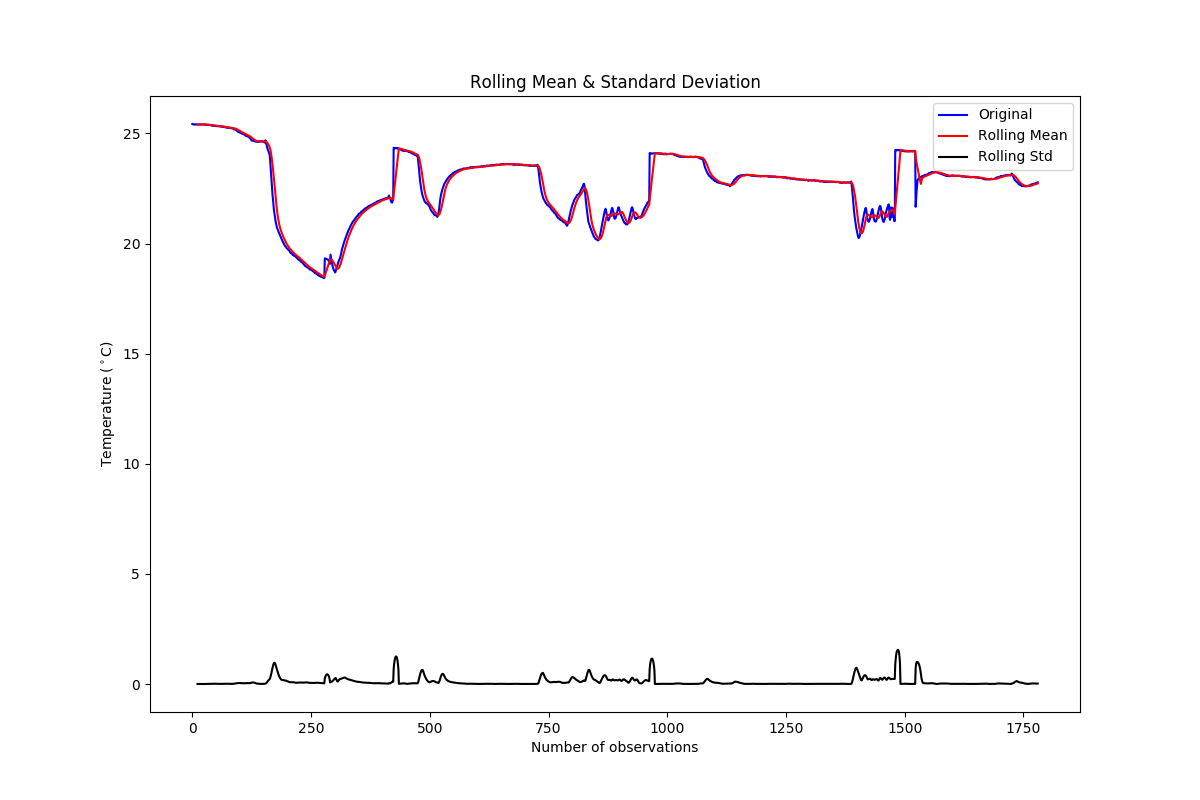 Rolling Mean & Standard Deviation
Original
Rolling Mean
Rolling Std
Temperature (°C)
25
20
15
10
5
0
0 250 500 750 1000 1250 1500 1750
Number of observations